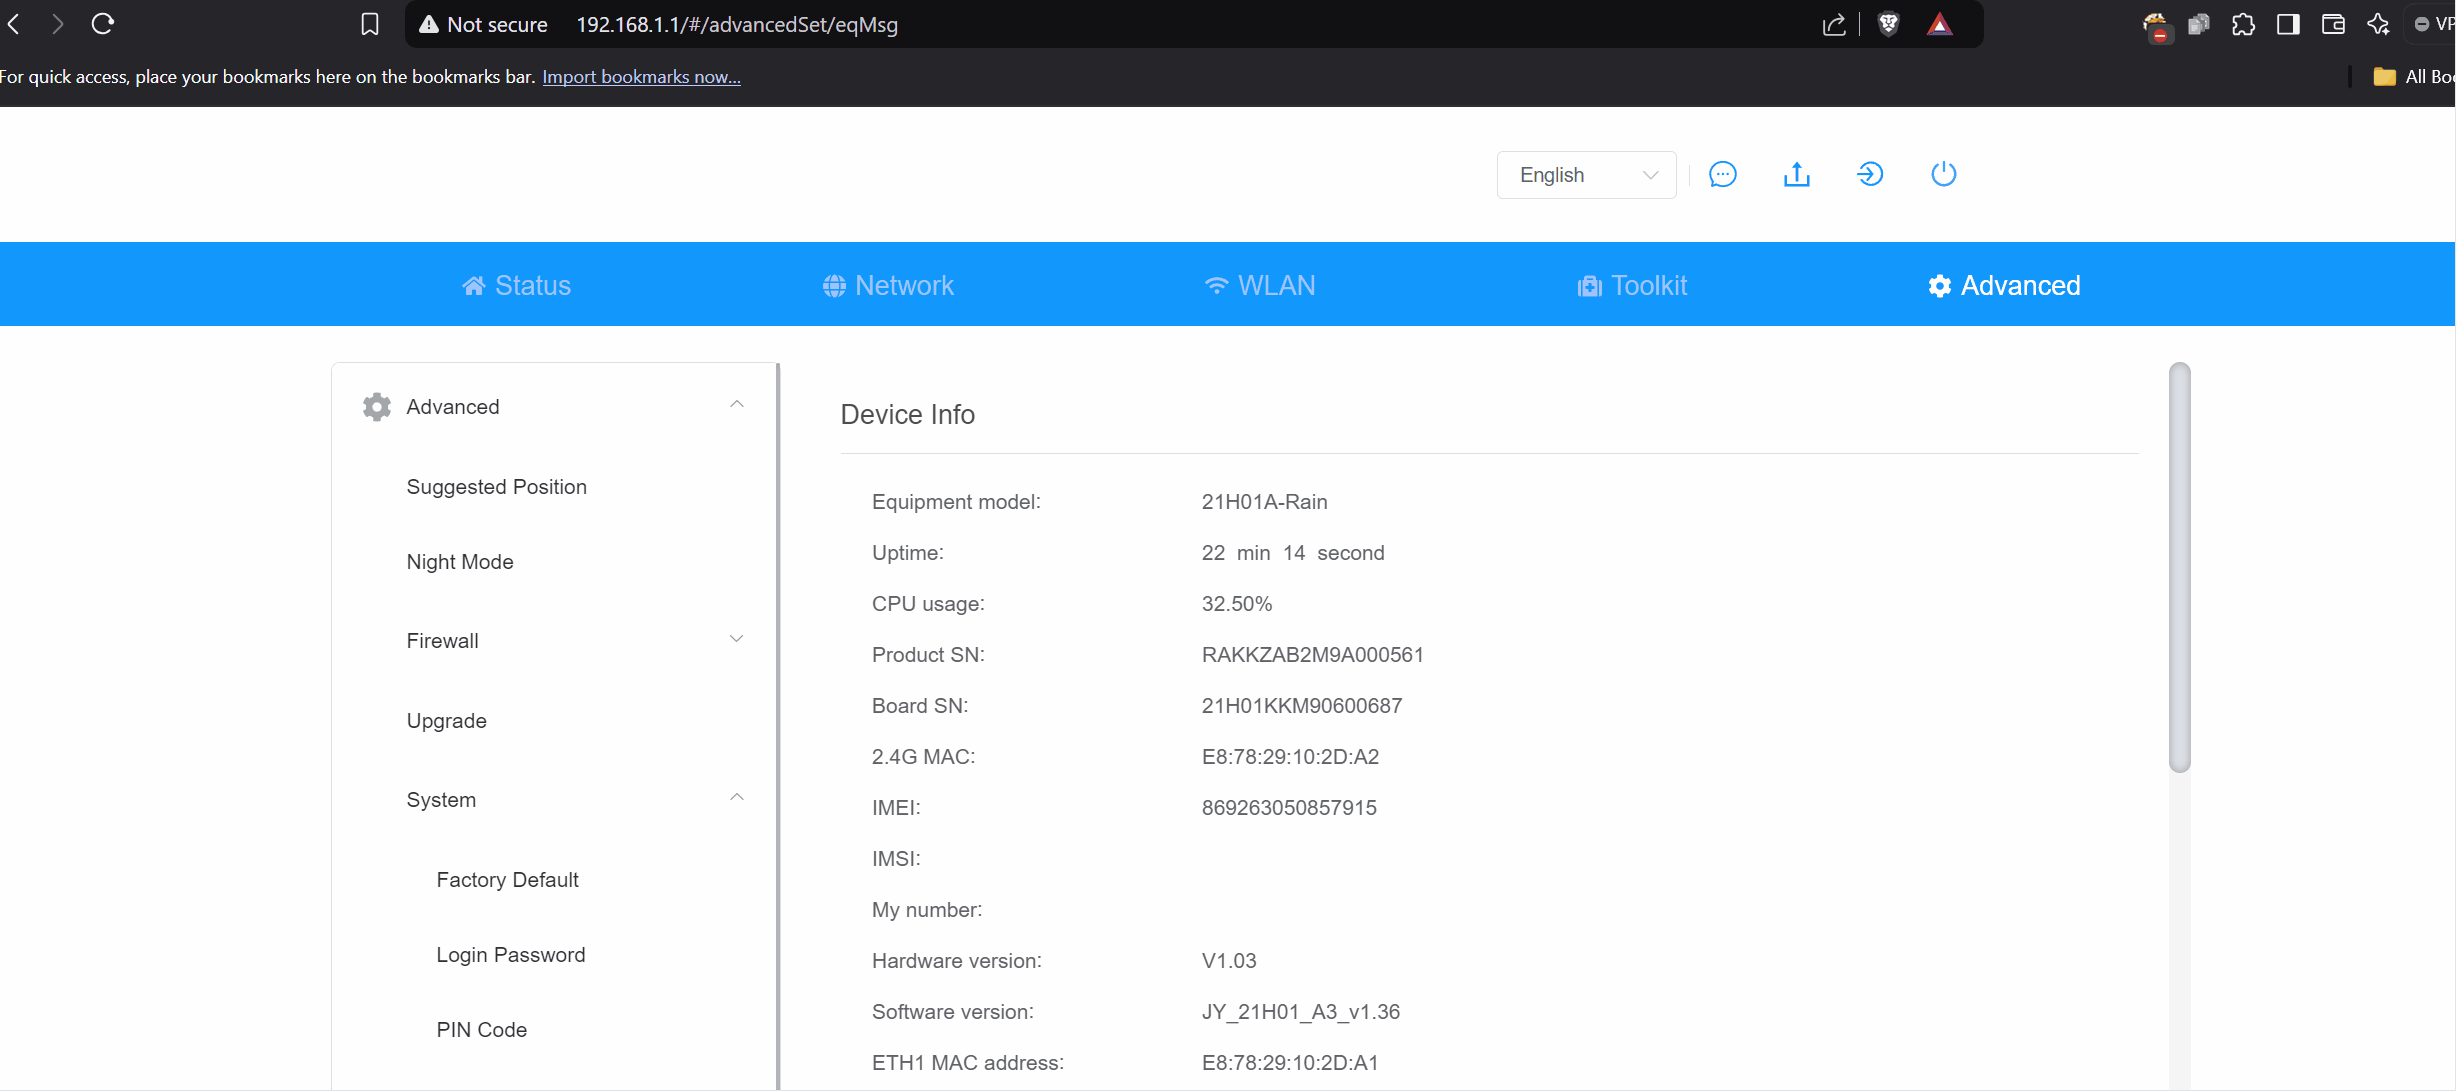 Not secure 192.168.1.1/#/advancedSet/eqMsg
For quick access, place your bookmarks here on the bookmarks bar. Import bookmarks now...
English
Status Network WLAN Toolkit Advanced
Advanced
Suggested Position
Night Mode
Firewall
Upgrade
System
Factory Default
Login Password
PIN Code
Device Info
Equipment model: 21H01A-Rain
Uptime: 22 min 14 second
CPU usage: 32.50%
Product SN: RAKKZAB2M9A000561
Board SN: 21H01KKM90600687
2.4G MAC: E8:78:29:10:2D:A2
IMEI: 869263050857915
IMSI:
My number:
Hardware version: V1.03
Software version: JY_21H01_A3_v1.36
ETH1 MAC address: E8:78:29:10:2D:A1